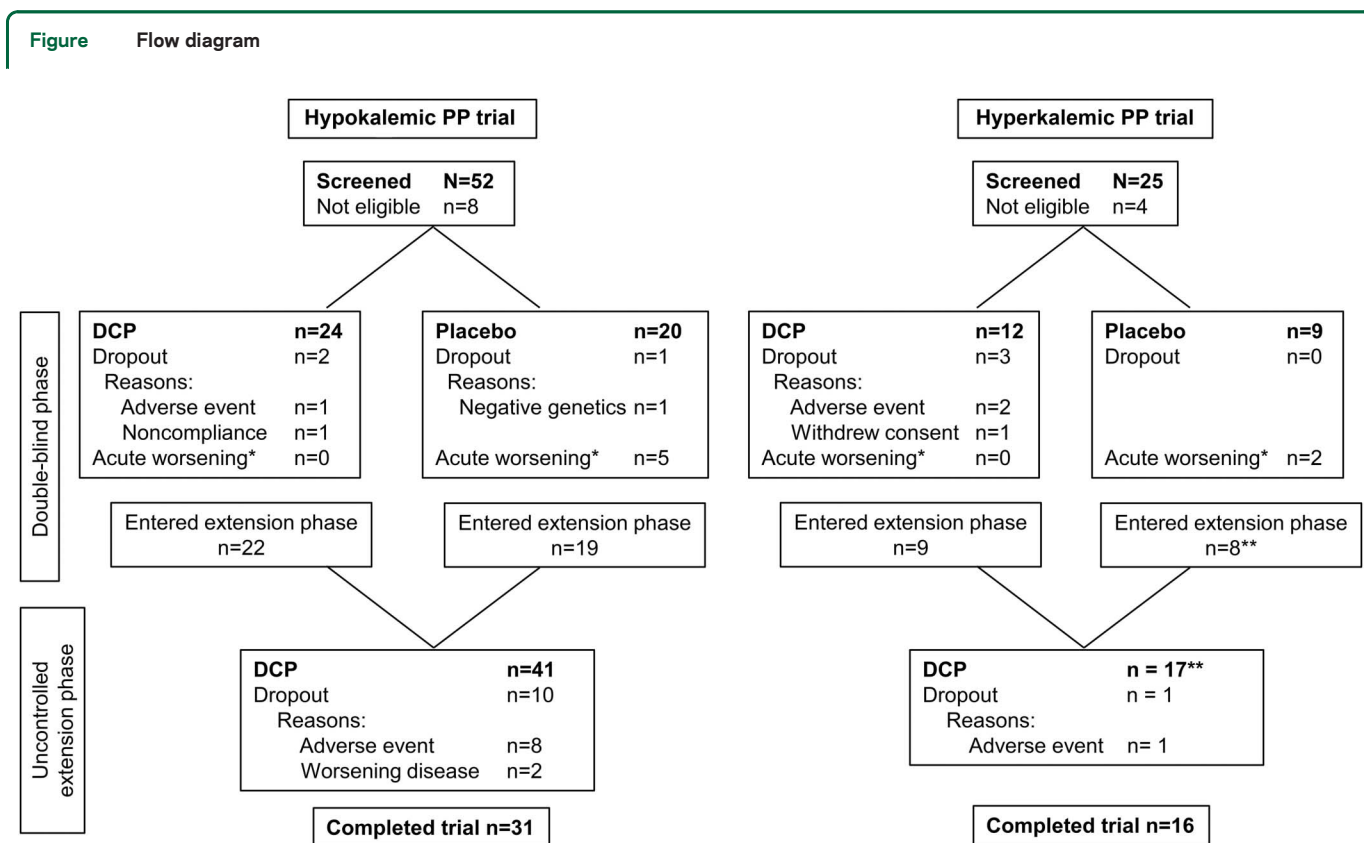 Figure Flow diagram
Hypokalemic PP trial
Screened N=52
Not eligible n=8
Hyperkalemic PP trial
Screened N=25
Not eligible n=4
Double-blind phase
DCP n=24
Dropout n=2
Reasons:
Adverse event n=1
Noncompliance n=1
Acute worsening* n=0
Placebo n=20
Dropout n=1
Reasons:
Negative genetics n=1
Acute worsening* n=5
DCP n=12
Dropout n=3
Reasons:
Adverse event n=2
Withdrew consent n=1
Acute worsening* n=0
Placebo n=9
Dropout n=0
Acute worsening* n=2
Entered extension phase
n=22
Entered extension phase
n=19
Entered extension phase
n=9
Entered extension phase
n=8**
Uncontrolled
extension phase
DCP n=41
Dropout n=10
Reasons:
Adverse event n=8
Worsening disease n=2
DCP n = 17**
Dropout n = 1
Reasons:
Adverse event n= 1
Completed trial n=31
Completed trial n=16